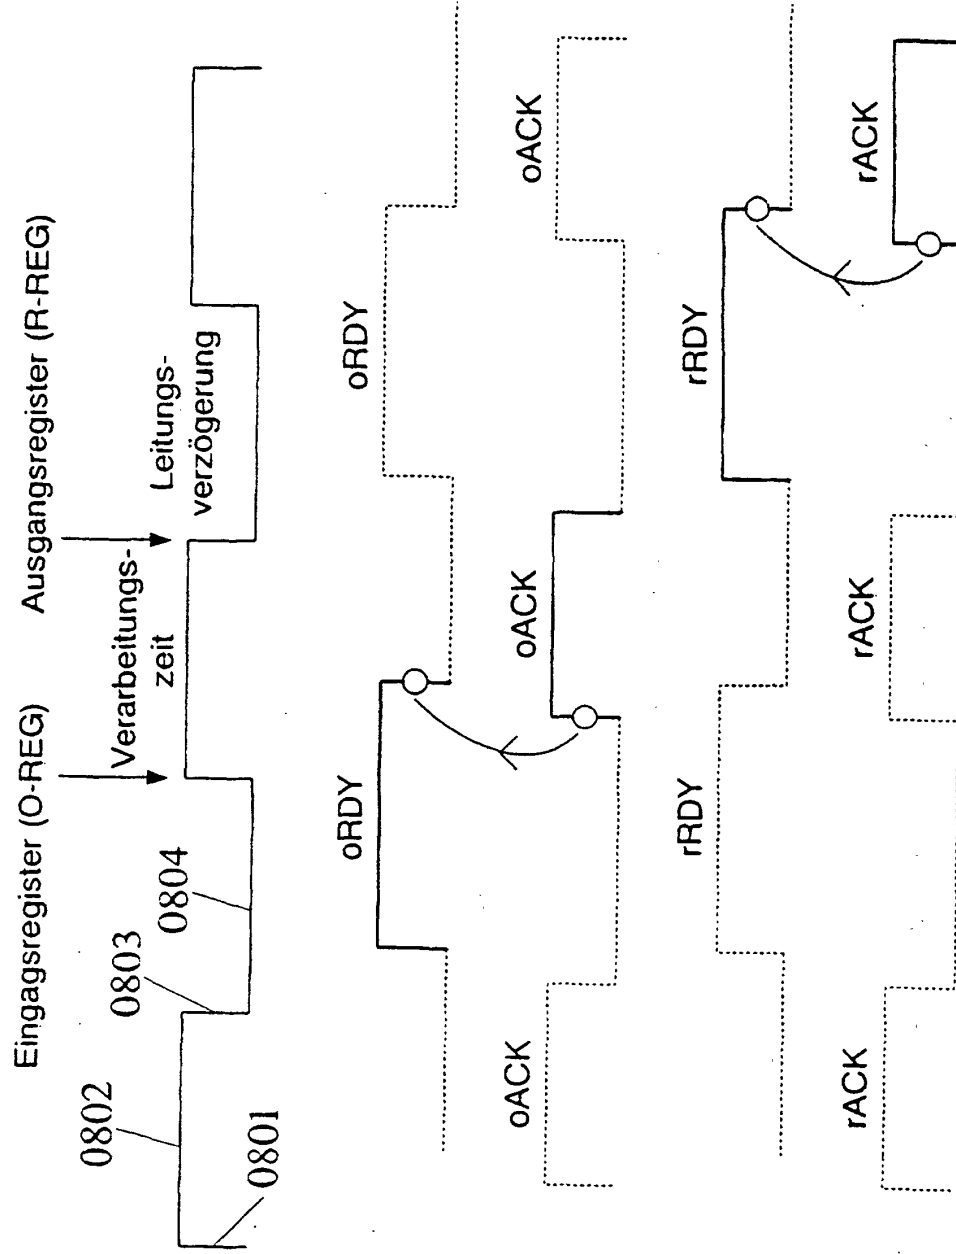 Eingagsregister (O-REG)
Ausgangsregister (R-REG)
0802
0801
0803
0804
Verarbeitungs-
zeit
Leitungs-
verzögerung
oRDY
oRDY
oACK
oACK
oACK
rRDY
rRDY
rACK
rACK
rACK